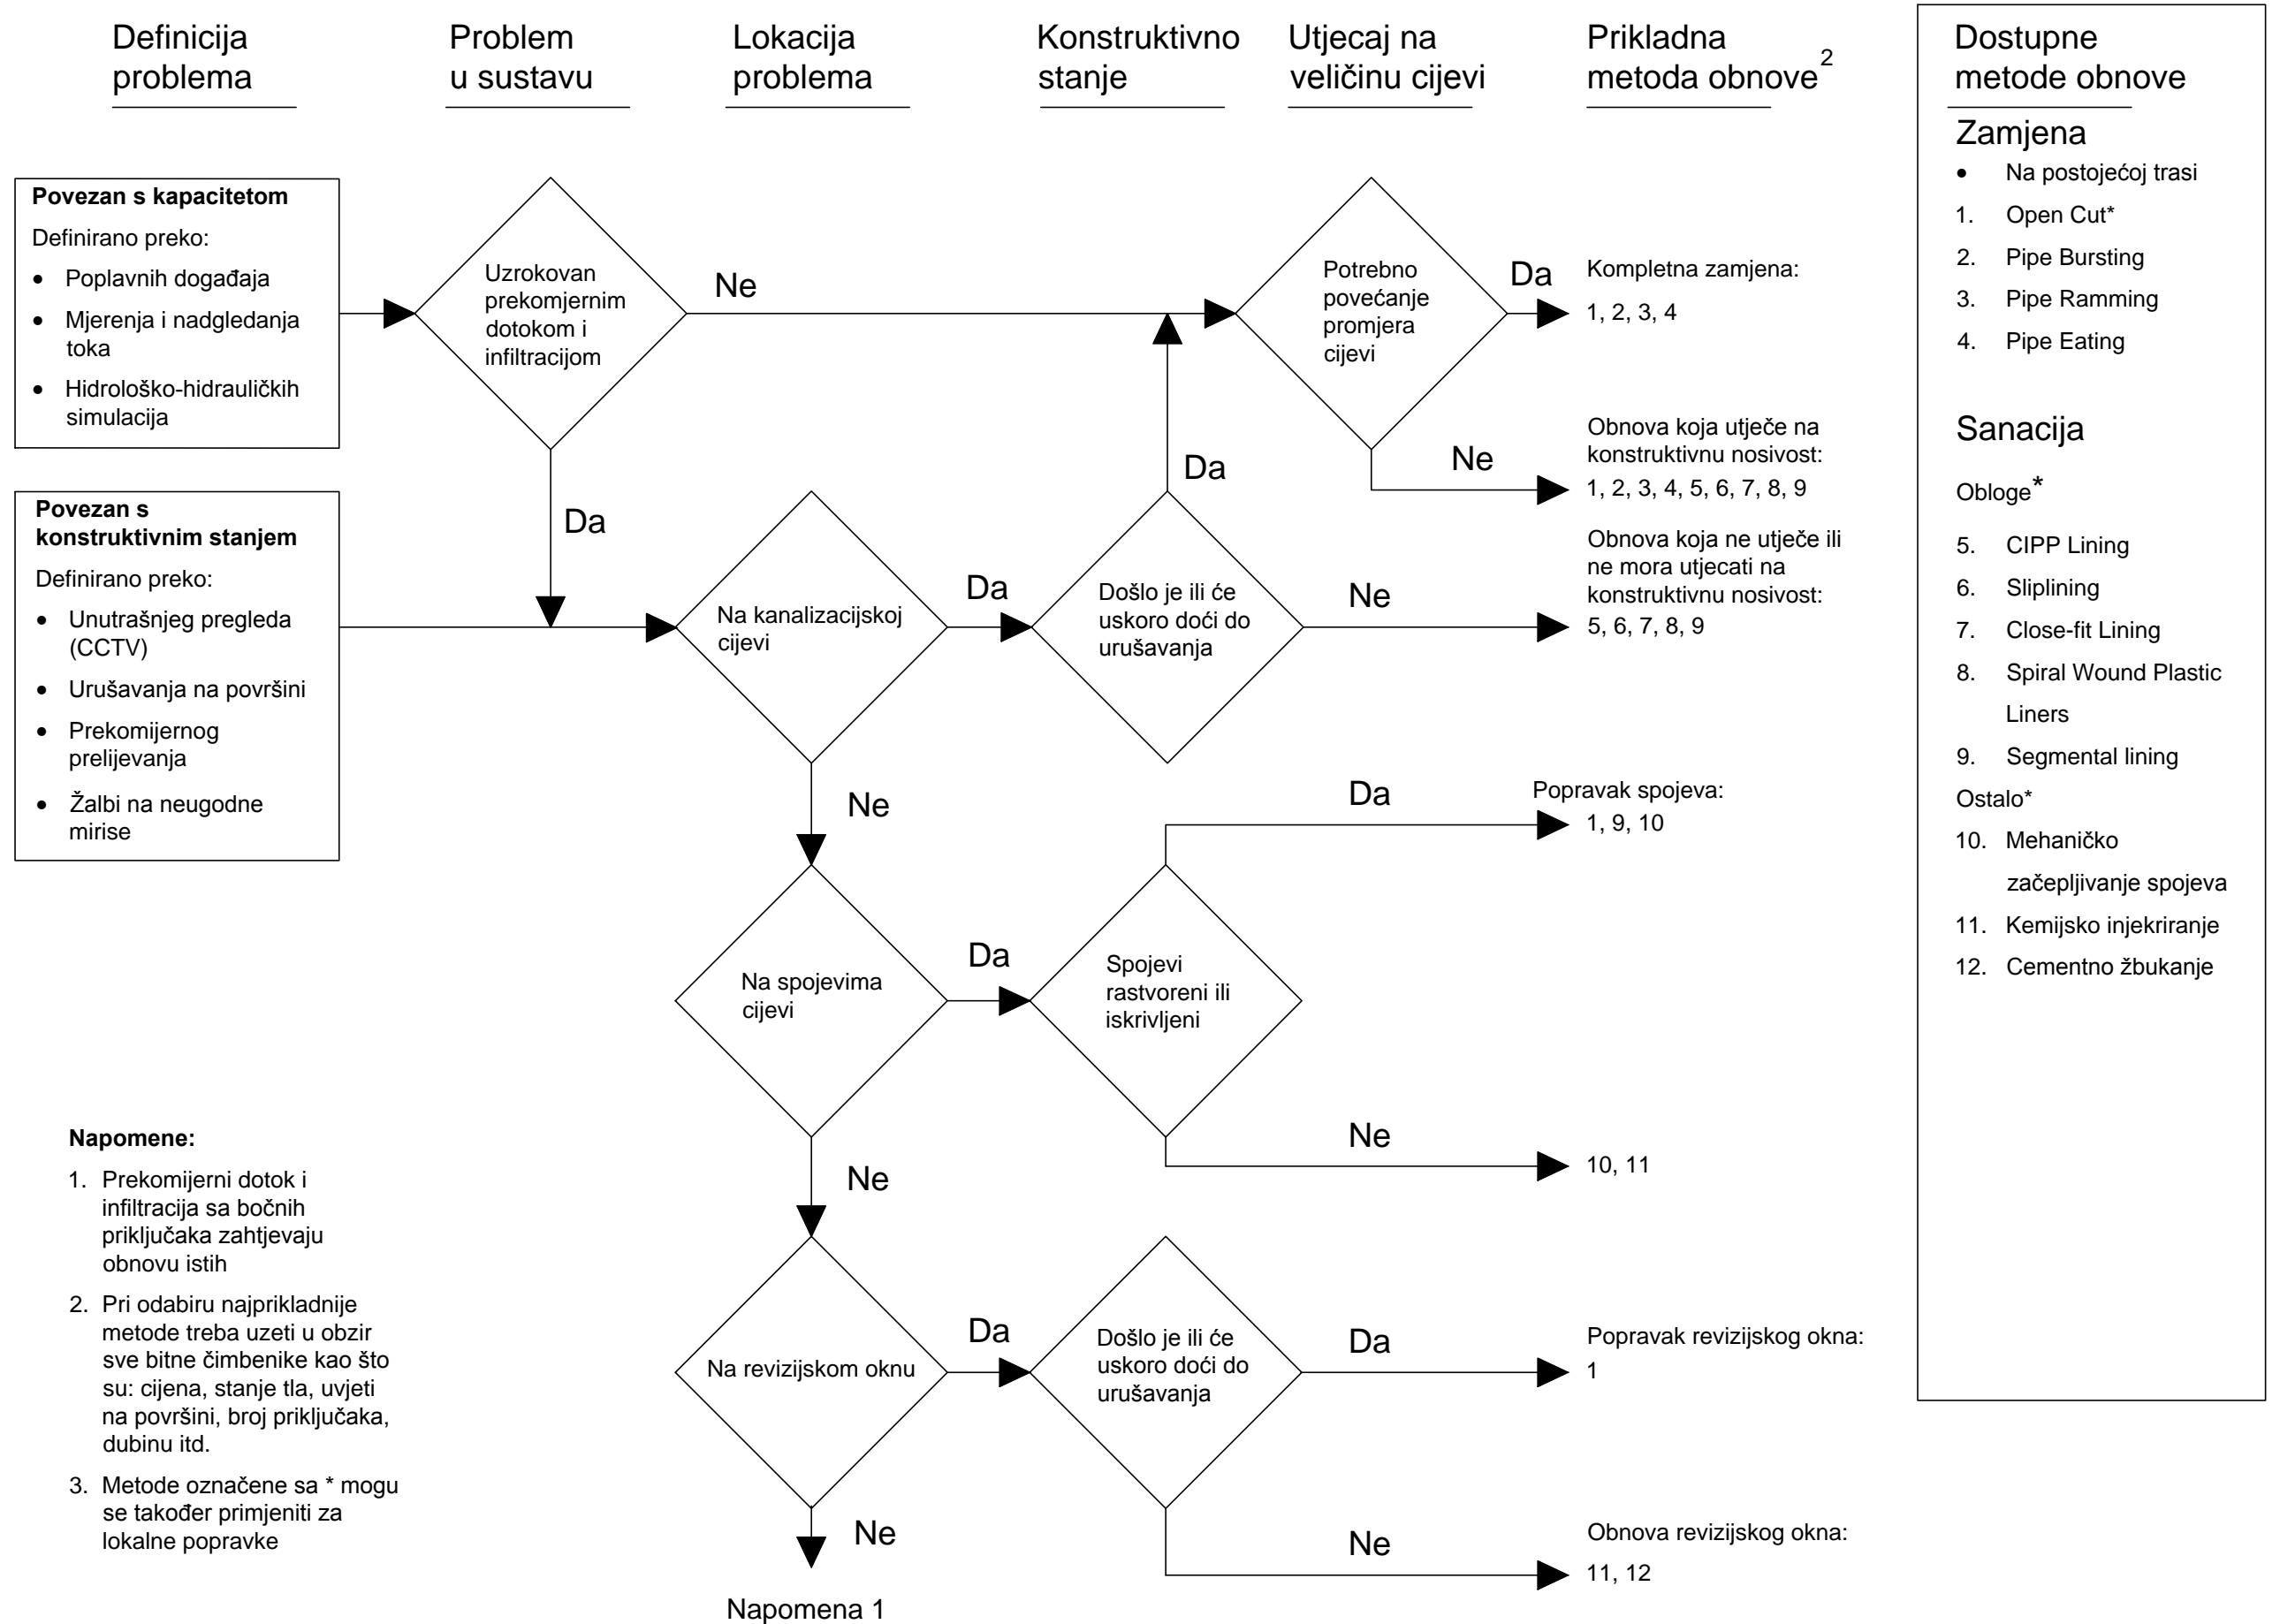 Definicija
problema
Problem
u sustavu
Lokacija
problema
Konstruktivno
stanje
Utjecaj na
veličinu cijevi
Prikladna
metoda obnove 2
Povezan s kapacitetom
Definirano preko:
• Poplavnih događaja
• Mjerenja i nadgledanja
toka
• Hidrološko-hidrauličkih
simulacija
Uzrokovan
prekomjernim
dotokom i
infiltracijom
Ne
Da
Potrebno
povećanje
promjera
cijevi
Da
Kompletna zamjena:
1, 2, 3, 4
Ne
Obnova koja utječe na
konstruktivnu nosivost:
1, 2, 3, 4, 5, 6, 7, 8, 9
Povezan s
konstruktivnim stanjem
Definirano preko:
• Unutrašnjeg pregleda
(CCTV)
• Urušavanja na površini
• Prekomijernog
prelijevanja
• Žalbi na neugodne
mirise
Na kanalizacijskoj
cijevi
Da
Došlo je ili će
uskoro doći do
urušavanja
Da
Ne
Obnova koja ne utječe ili
ne mora utjecati na
konstruktivnu nosivost:
5, 6, 7, 8, 9
Ne
Na spojevima
cijevi
Da
Spojevi
rastvoreni ili
iskrivljeni
Da
Popravak spojeva:
1, 9, 10
Ne
10, 11
Ne
Na revizijskom oknu
Da
Došlo je ili će
uskoro doći do
urušavanja
Da
Popravak revizijskog okna:
1
Ne
Obnova revizijskog okna:
11, 12
Ne
Napomena 1
Napomene:
1. Prekomijerni dotok i
infiltracija sa bočnih
priključaka zahtjevaju
obnovu istih
2. Pri odabiru najprikladnije
metode treba uzeti u obzir
sve bitne čimbenike kao što
su: cijena, stanje tla, uvjeti
na površini, broj priključaka,
dubinu itd.
3. Metode označene sa * mogu
se također primjeniti za
lokalne popravke
Dostupne
metode obnove
Zamjena
• Na postojećoj trasi
1. Open Cut*
2. Pipe Bursting
3. Pipe Ramming
4. Pipe Eating
Sanacija
Obloge*
5. CIPP Lining
6. Sliplining
7. Close-fit Lining
8. Spiral Wound Plastic
Liners
9. Segmental lining
Ostalo*
10. Mehaničko
začepljivanje spojeva
11. Kemijsko injekriranje
12. Cementno žbukanje